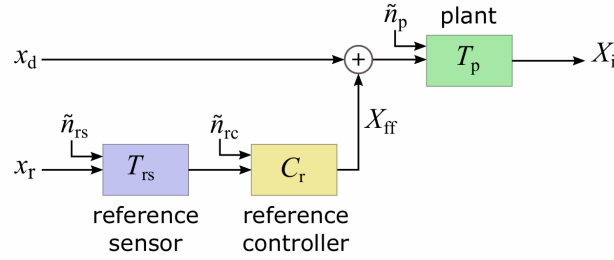 plant
ñp
xd
+
Tp
Xi
ñrs
ñrc
Xff
xr
Trs
Cr
reference sensor
reference controller